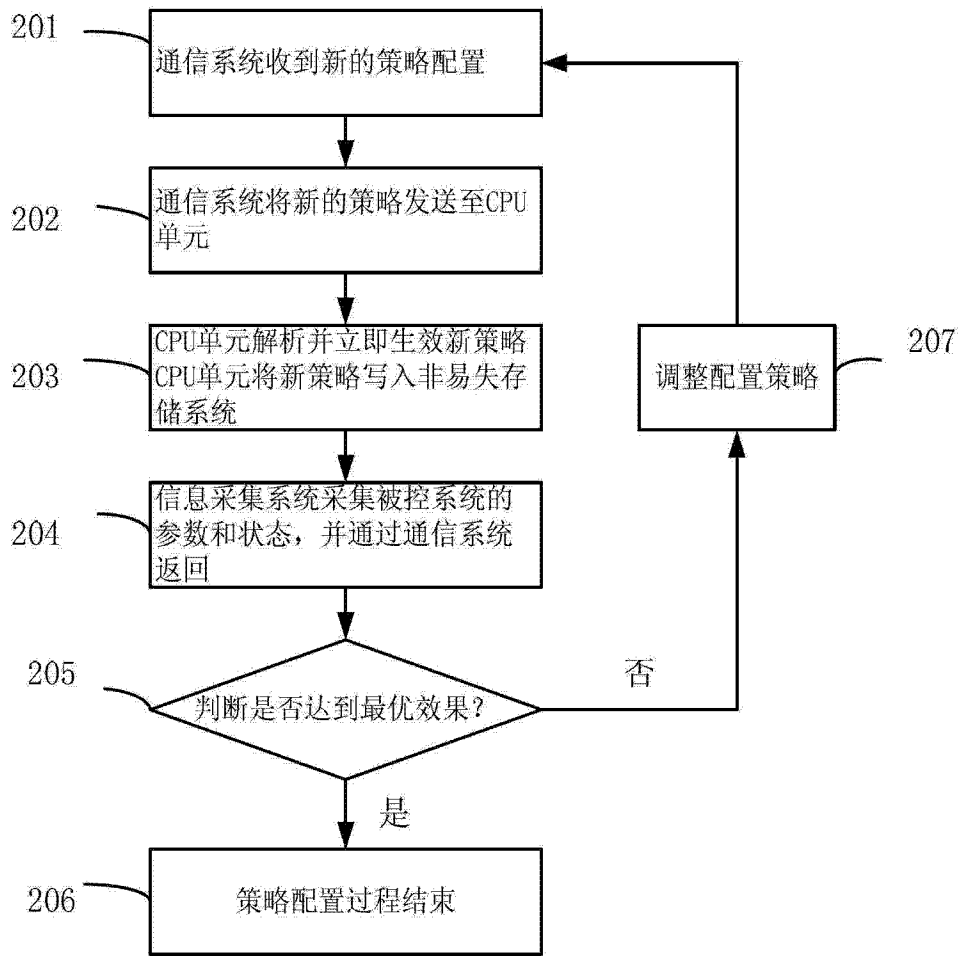 201
通信系统收到新的策略配置
202
通信系统将新的策略发送至CPU
单元
203
CPU单元解析并立即生效新策略
CPU单元将新策略写入非易失存
储系统
207
调整配置策略
204
信息采集系统采集被控系统的
参数和状态，并通过通信系统
返回
205
判断是否达到最优效果？
否
是
206
策略配置过程结束